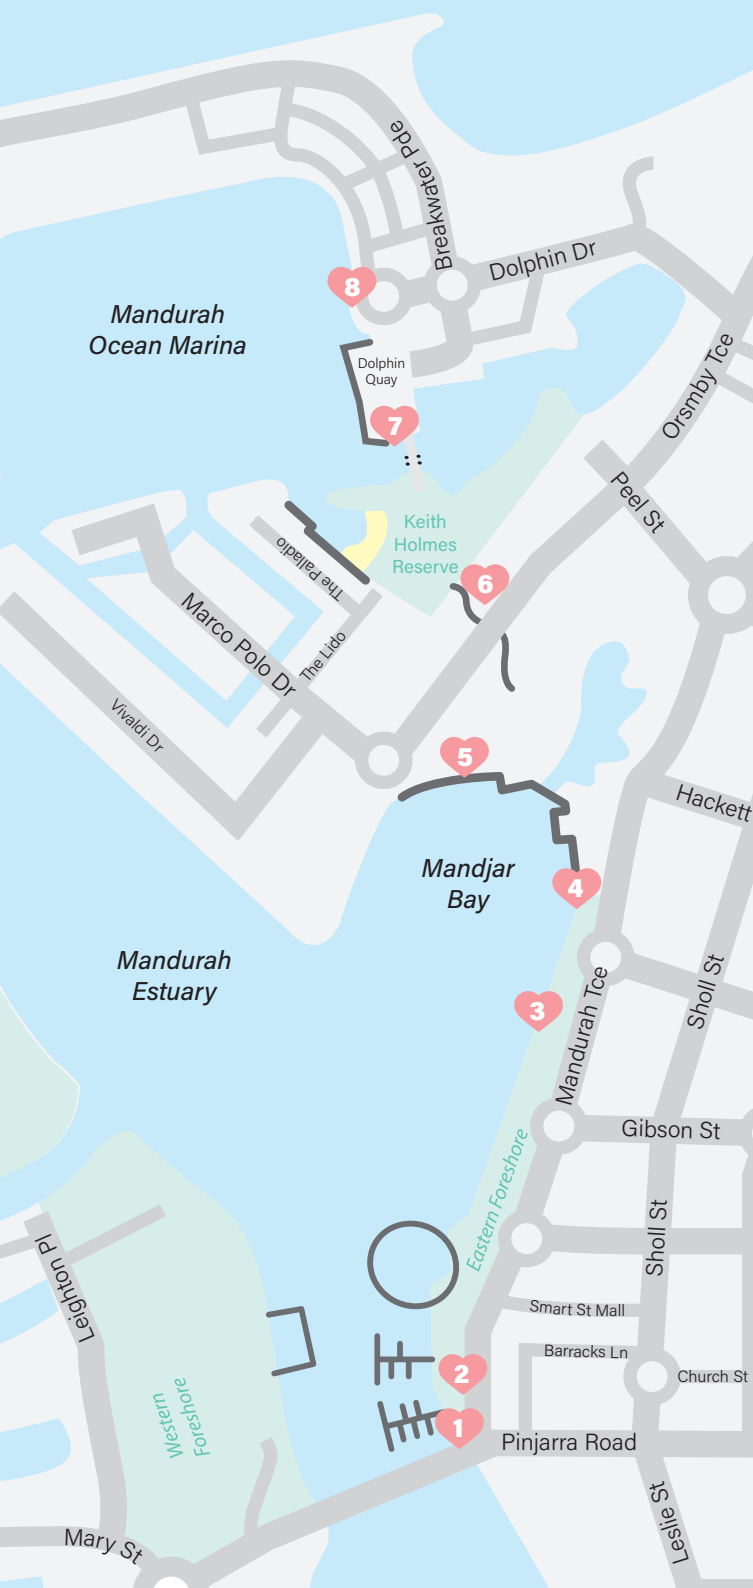 Breakwater Pde
Dolphin Dr
8
Mandurah
Ocean Marina
Orsmby Tce
Dolphin
Quay
7
Peel St
Keith
Holmes
Reserve
The Palladio
6
Marco Polo Dr
The Lido
Vivaldi Dr
5
Hackett
Mandjar
Bay
4
Mandurah
Estuary
Sholl St
3
Mandurah Tce
Gibson St
Eastern Foreshore
Sholl St
Leighton Pl
Smart St Mall
Barracks Ln
2
Church St
Western
Foreshore
1
Pinjarra Road
Leslie St
Mary St